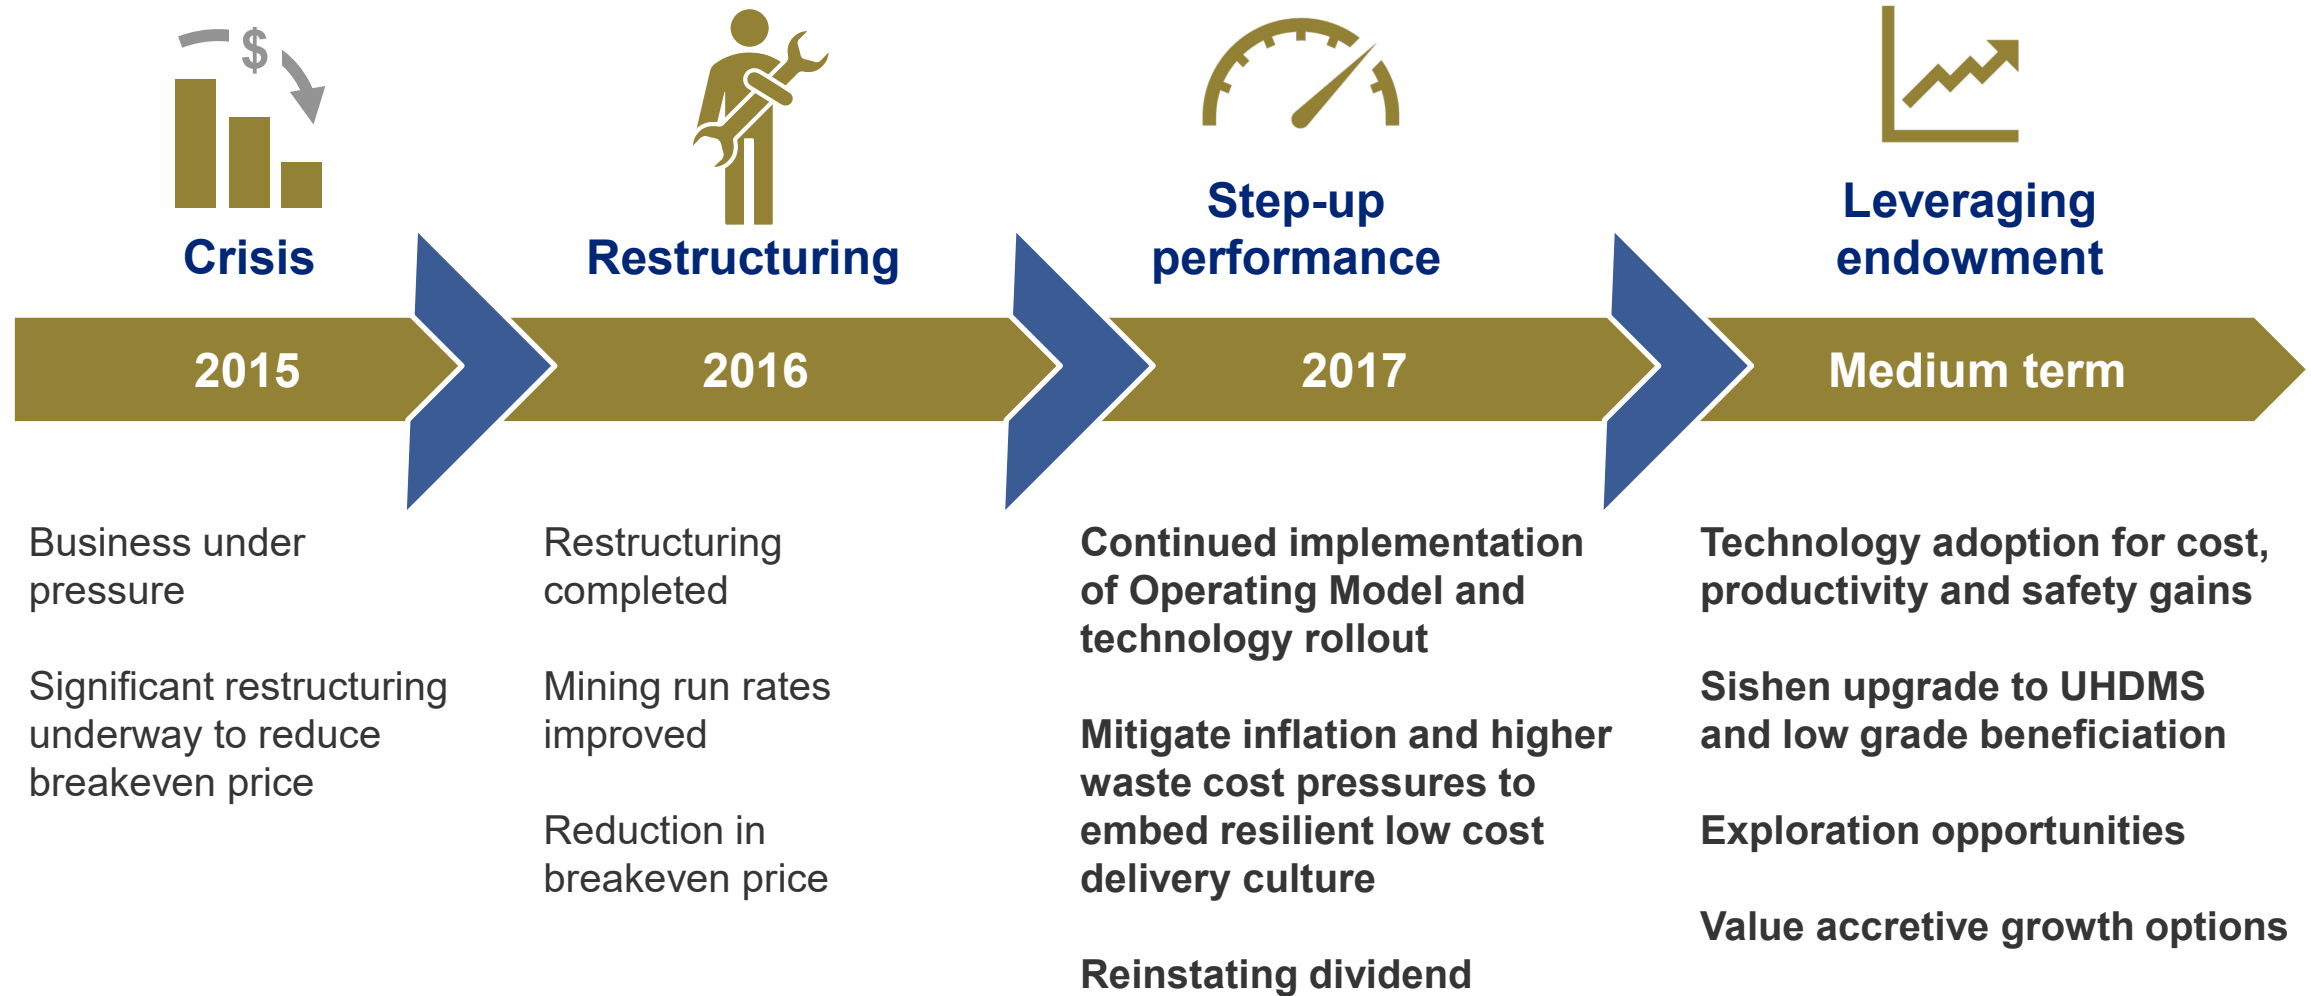 $
Crisis
Restructuring
Step-up
performance
Leveraging
endowment
2015
2016
2017
Medium term
Business under
pressure
Significant restructuring
underway to reduce
breakeven price
Restructuring
completed
Mining run rates
improved
Reduction in
breakeven price
Continued implementation
of Operating Model and
technology rollout
Mitigate inflation and higher
waste cost pressures to
embed resilient low cost
delivery culture
Reinstating dividend
Technology adoption for cost,
productivity and safety gains
Sishen upgrade to UHDMS
and low grade beneficiation
Exploration opportunities
Value accretive growth options